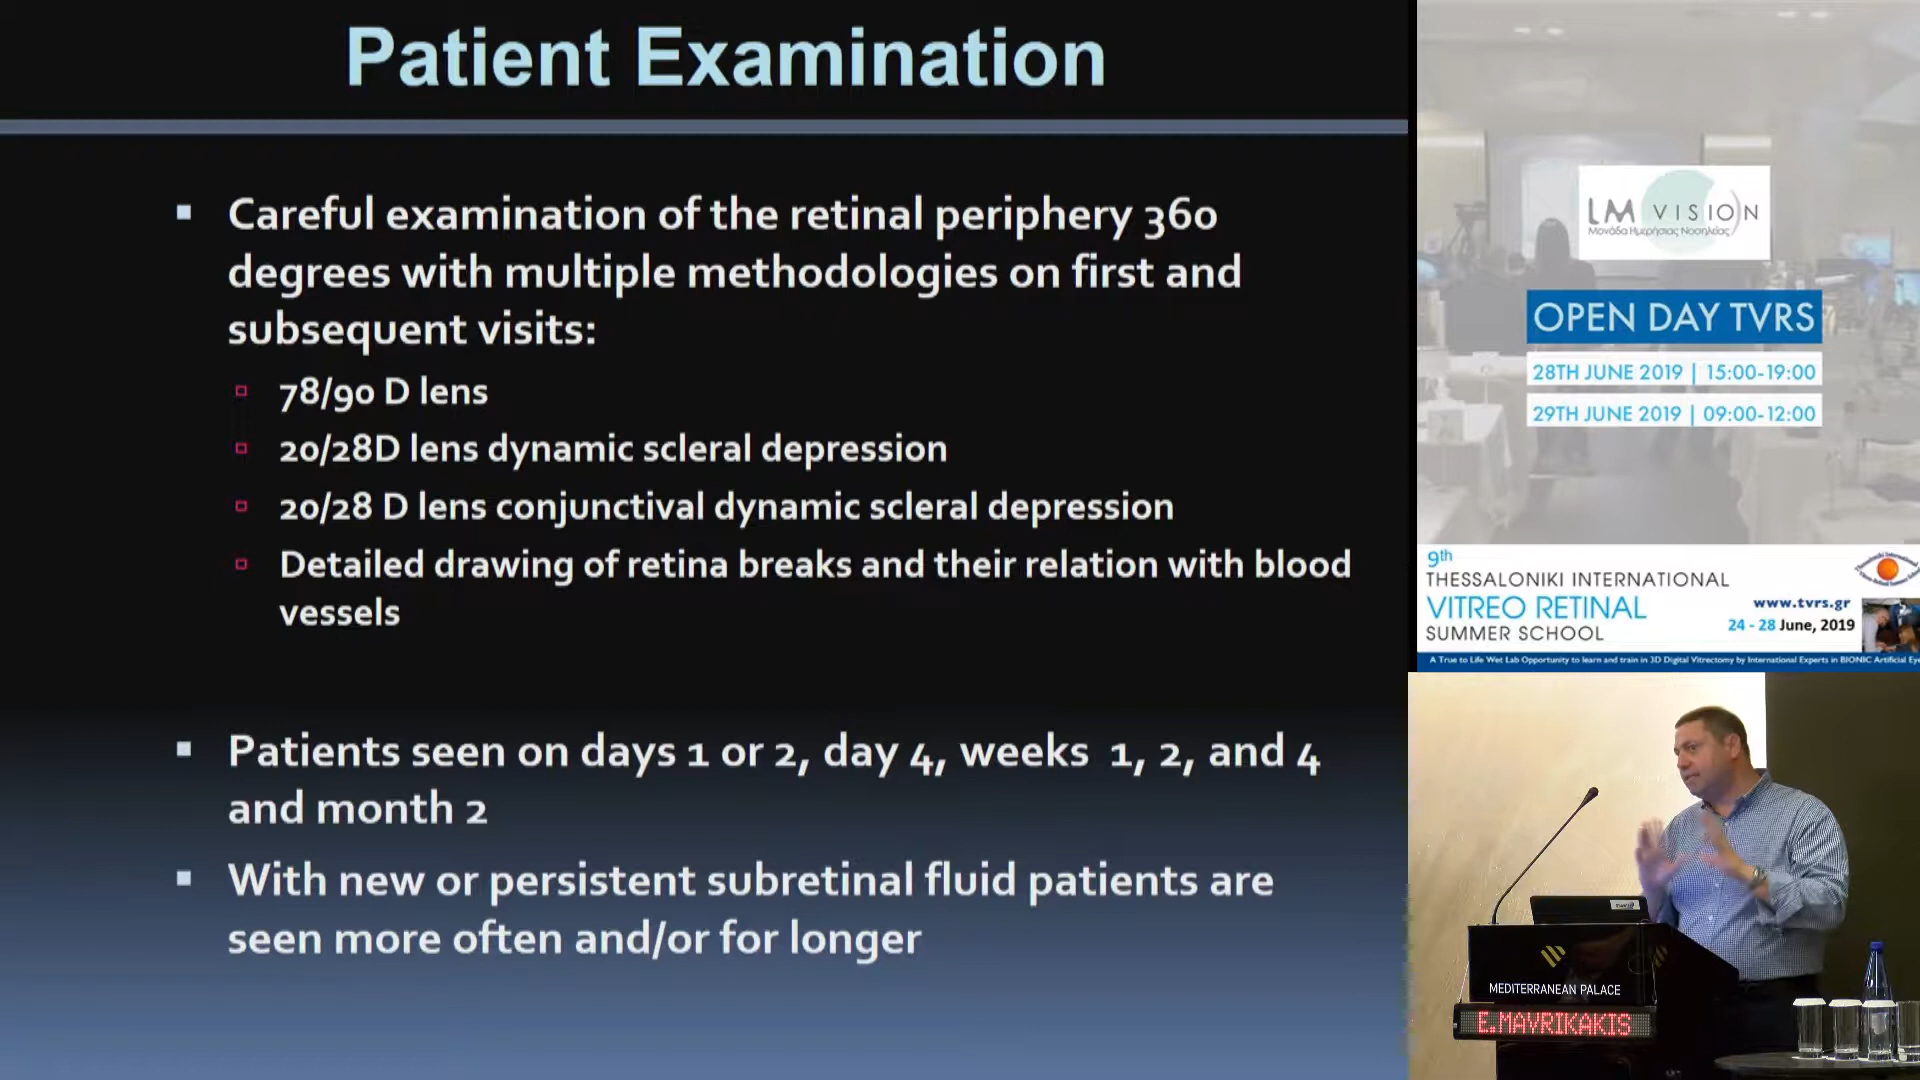 Patient Examination
Careful examination of the retinal periphery 360
degrees with multiple methodologies on first and
subsequent visits:
78/90 D lens
20/28D lens dynamic scleral depression
20/28 D lens conjunctival dynamic scleral depression
Detailed drawing of retina breaks and their relation with blood
vessels
Patients seen on days 1 or 2, day 4, weeks 1, 2, and 4
and month 2
With new or persistent subretinal fluid patients are
seen more often and/or for longer
LM VISION
Μονάδα Ημερήσιας Νοσηλείας
OPEN DAY TVRS
28TH JUNE 2019 | 15:00-19:00
29TH JUNE 2019 | 09:00-12:00
9th
THESSALONIKI INTERNATIONAL
VITREO RETINAL
SUMMER SCHOOL
www.tvrs.gr
24 - 28 June, 2019
A True to Life Wet Lab Opportunity to learn and train in 3D Digital Vitrectomy by International Experts in BIONIC Artificial Eye
MEDITERRANEAN PALACE
E.MAVRIKAKIS